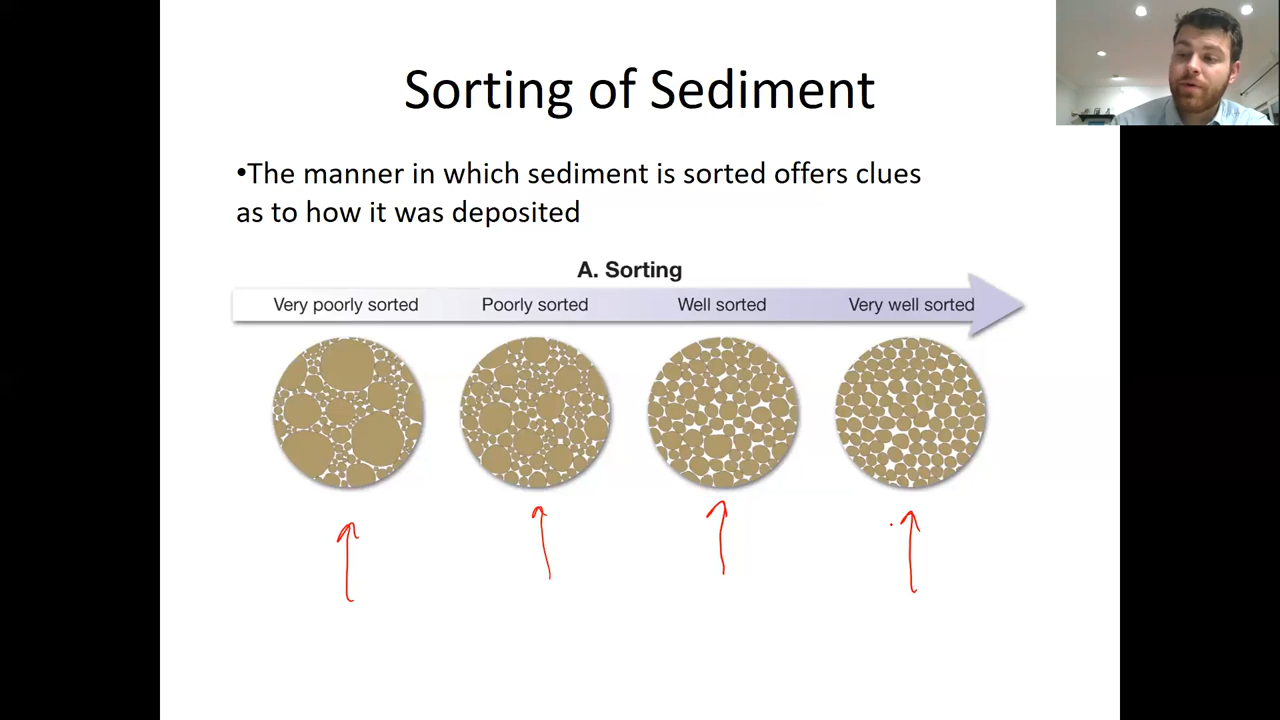 Sorting of Sediment
•The manner in which sediment is sorted offers clues
as to how it was deposited
A. Sorting
Very poorly sorted Poorly sorted Well sorted Very well sorted